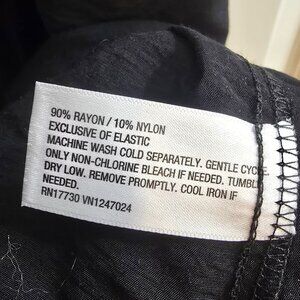 90% RAYON / 10% NYLON
EXCLUSIVE OF ELASTIC
MACHINE WASH COLD SEPARATELY. GENTLE CYCLE.
ONLY NON-CHLORINE BLEACH IF NEEDED. TUMBLE
DRY LOW. REMOVE PROMPTLY. COOL IRON IF
NEEDED.
RN17730 VN1247024